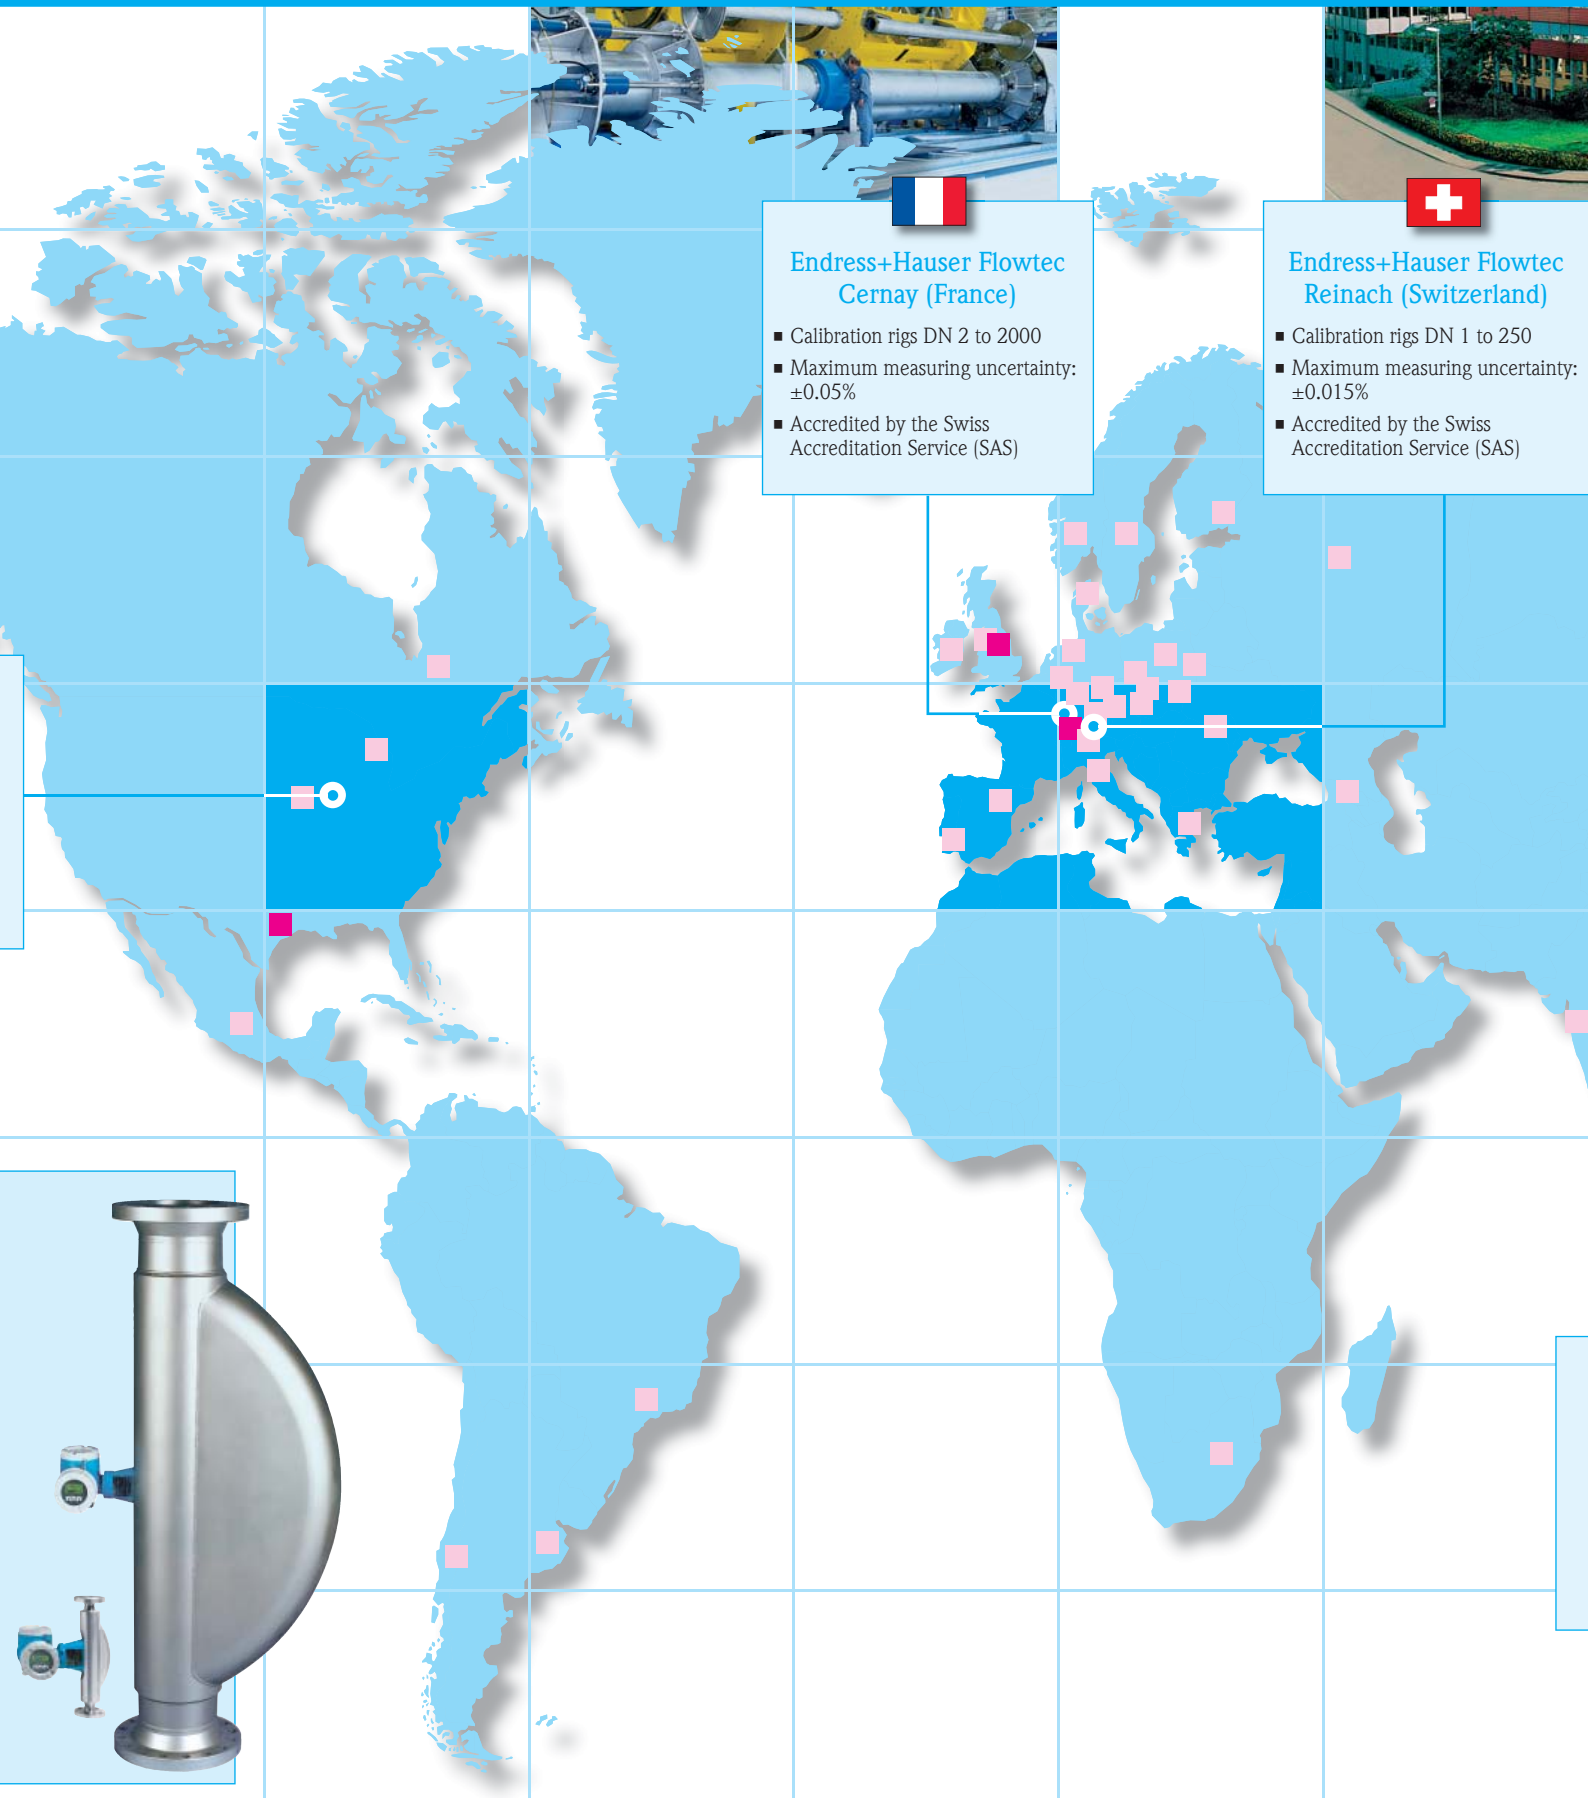 Endress+Hauser Flowtec
Cernay (France)
■ Calibration rigs DN 2 to 2000
■ Maximum measuring uncertainty:
±0.05%
■ Accredited by the Swiss
Accreditation Service (SAS)
Endress+Hauser Flowtec
Reinach (Switzerland)
■ Calibration rigs DN 1 to 250
■ Maximum measuring uncertainty:
±0.015%
■ Accredited by the Swiss
Accreditation Service (SAS)